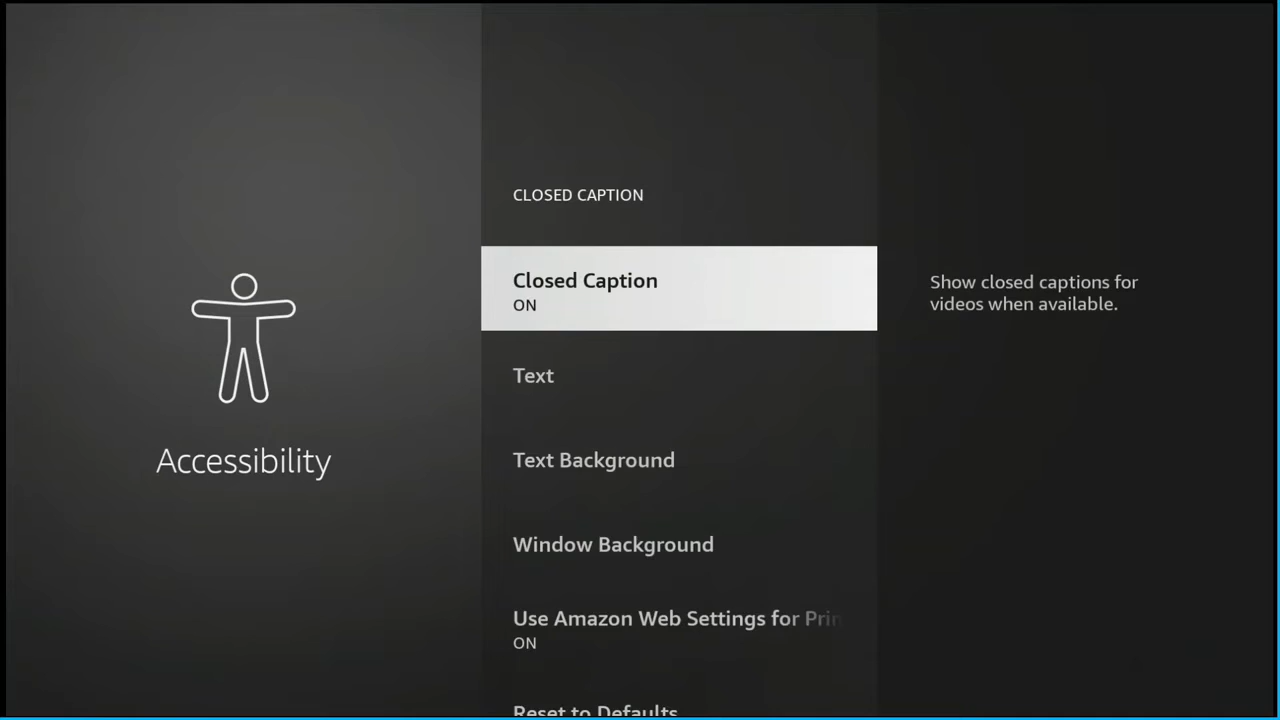 CLOSED CAPTION
Closed Caption
ON
Show closed captions for
videos when available.
Text
Text Background
Accessibility
Window Background
Use Amazon Web Settings for Prin
ON
Reset to Defaults